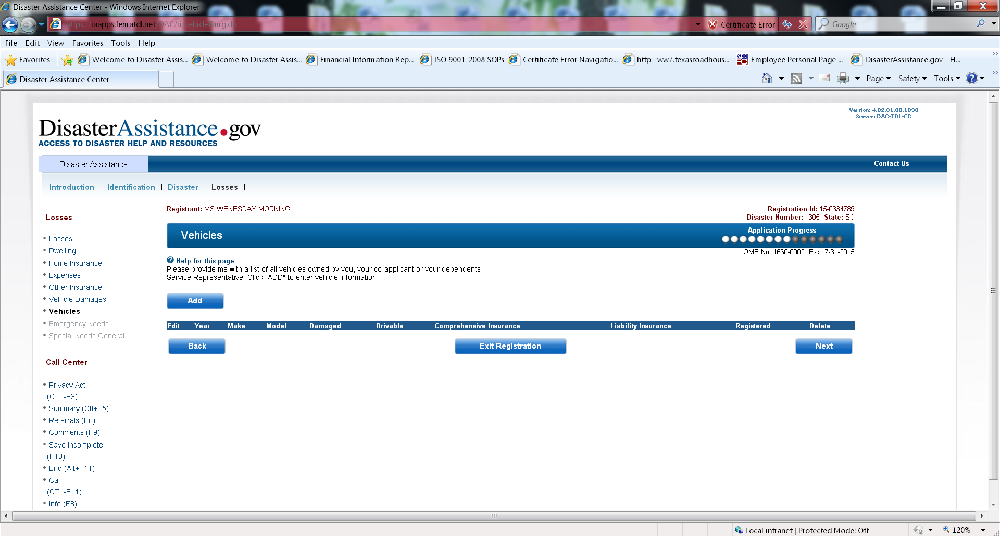 Disaster Assistance Center - Windows Internet Explorer
https://iaapps.fematdl.net/DAC/ri/vehicleDmg.do
Certificate Error
Google
File Edit View Favorites Tools Help
Favorites
Welcome to Disaster Assis...
Welcome to Disaster Assis...
Financial Information Rep...
ISO 9001-2008 SOPs
Certificate Error Navigatio...
http--ww7.texasroadhous...
Employee Personal Page ...
DisasterAssistance.gov - H...
Disaster Assistance Center
Page Safety Tools
Version: 4.02.01.00.1090
Server: DAC-TDL-CC
DisasterAssistance.gov
ACCESS TO DISASTER HELP AND RESOURCES
Disaster Assistance
Contact Us
Introduction | Identification | Disaster | Losses |
Losses
Losses
Dwelling
Home Insurance
Expenses
Other Insurance
Vehicle Damages
Vehicles
Emergency Needs
Special Needs General
Call Center
Privacy Act
(CTL-F3)
Summary (Ctl+F5)
Referrals (F6)
Comments (F9)
Save Incomplete
(F10)
End (Alt+F11)
Cal
(CTL-F11)
Info (F8)
Registrant: MS WENESDAY MORNING
Registration Id: 15-0334789
Disaster Number: 1305 State: SC
Vehicles
Application Progress
OMB No. 1660-0002, Exp. 7-31-2015
Help for this page
Please provide me with a list of all vehicles owned by you, your co-applicant or your dependents.
Service Representative: Click "ADD" to enter vehicle information.
Add
Edit Year Make Model Damaged Drivable Comprehensive Insurance Liability Insurance Registered Delete
Back
Exit Registration
Next
Local intranet | Protected Mode: Off
120%